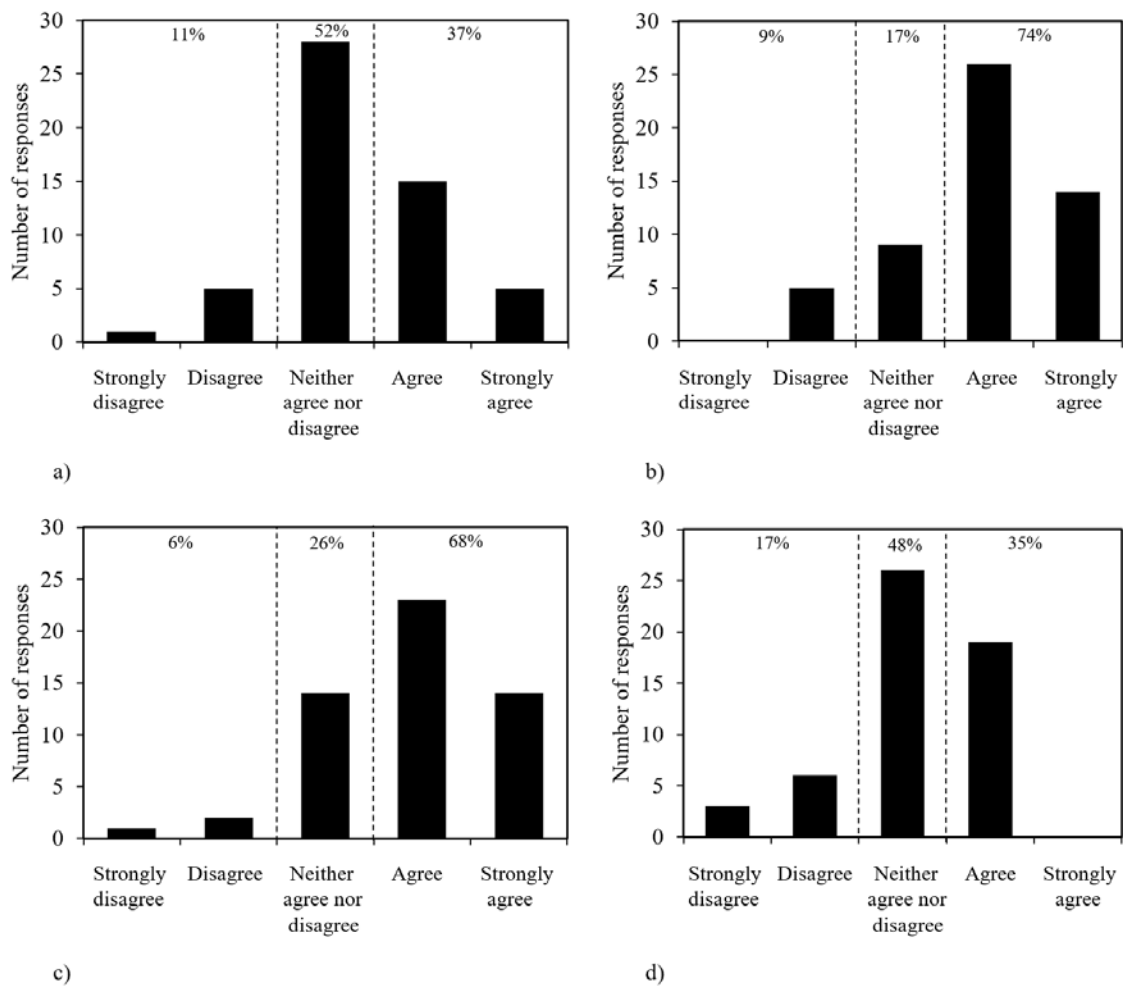 30
25
20
15
10
5
0
Number of responses
11%
52%
37%
Strongly disagree
Disagree
Neither agree nor disagree
Agree
Strongly agree
a)
30
25
20
15
10
5
0
Number of responses
9%
17%
74%
Strongly disagree
Disagree
Neither agree nor disagree
Agree
Strongly agree
b)
30
25
20
15
10
5
0
Number of responses
6%
26%
68%
Strongly disagree
Disagree
Neither agree nor disagree
Agree
Strongly agree
c)
30
25
20
15
10
5
0
Number of responses
17%
48%
35%
Strongly disagree
Disagree
Neither agree nor disagree
Agree
Strongly agree
d)